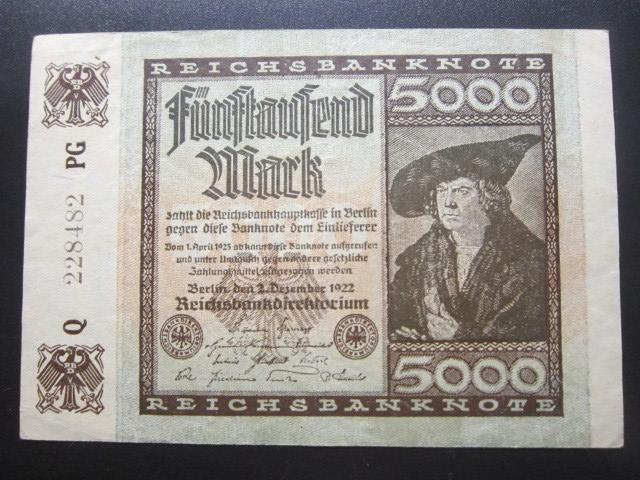 REICHSBANKNOTE
5000
Fünftausend
Mark
zahlt die Reichsbankhauptkasse in Berlin
gegen diese Banknote dem Einlieferer
Vom 1. April 1923 ab kann diese Banknote aufgerufen
und unter Umtausch gegen andere gesetzliche
Zahlungsmittel eingezogen werden
Berlin, den 2. Dezember 1922
Reichsbankdirektorium
5000
REICHSBANKNOTE
Q 228482 PG